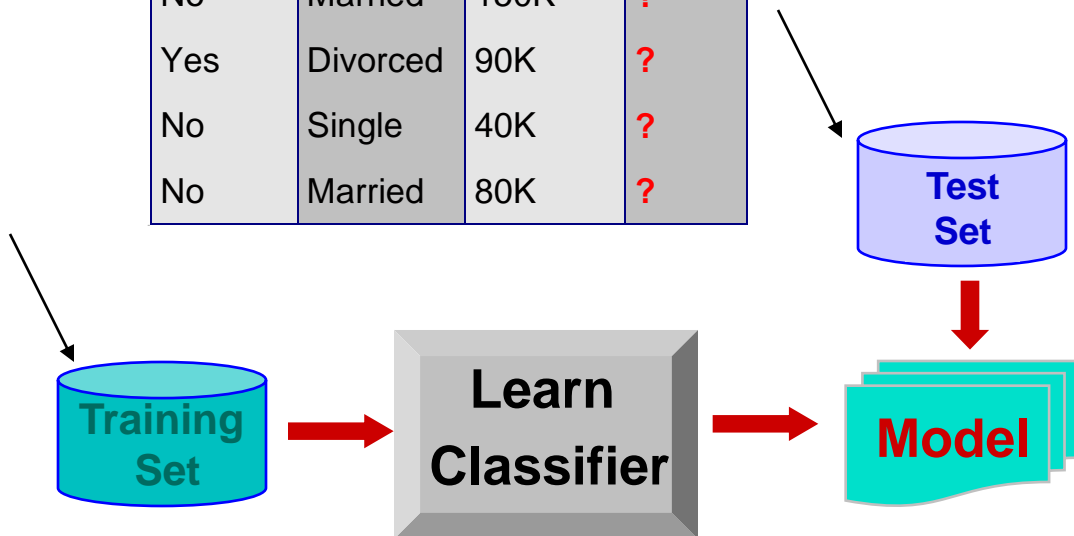 Yes Divorced 90K ?
No Single 40K ?
No Married 80K ?
Test
Set
Training
Set
Learn
Classifier
Model